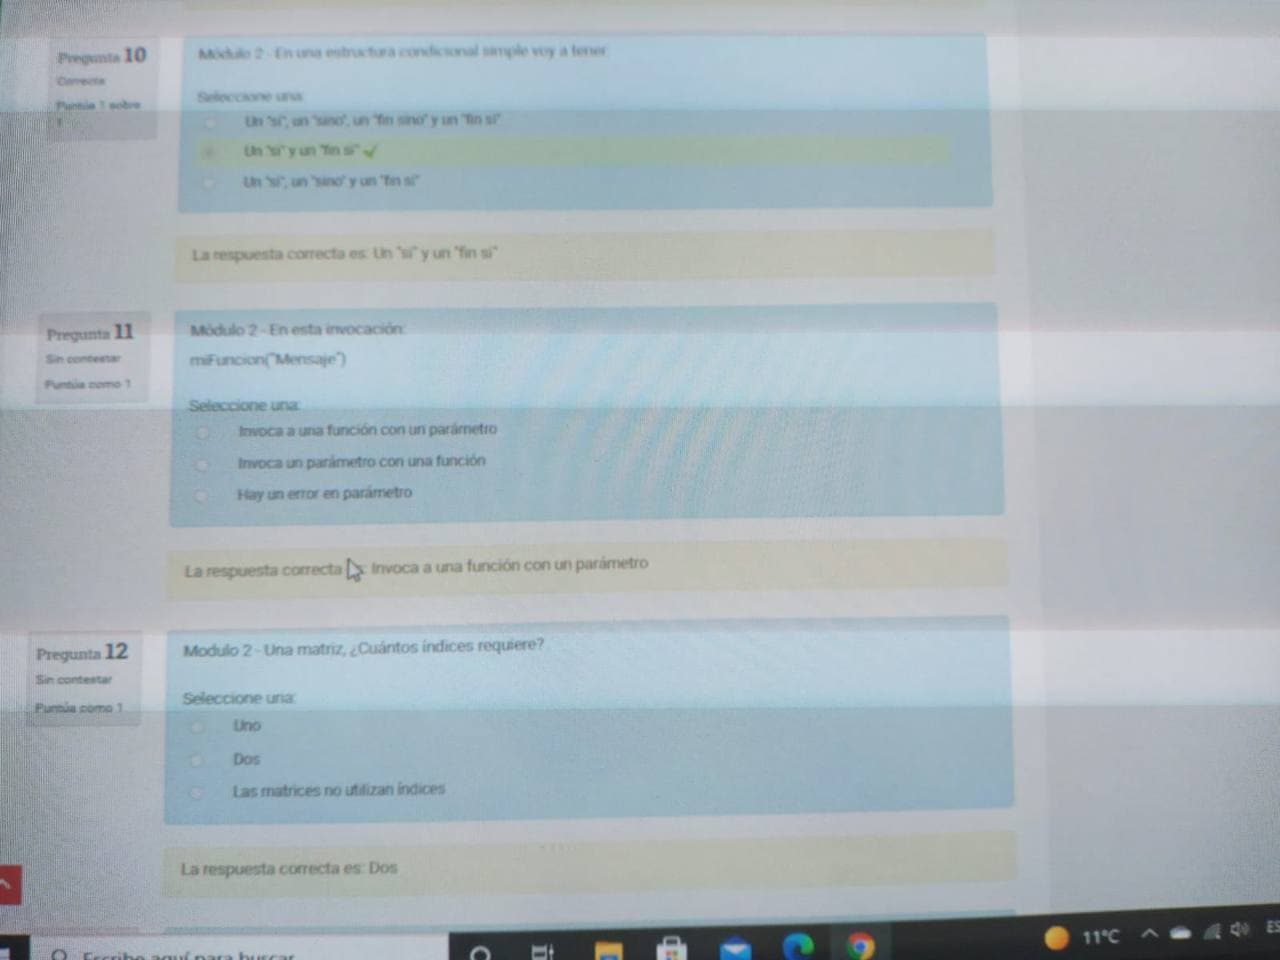 Pregunta 10
Correcta
Puntúa 1 sobre
1
Módulo 2 - En una estructura condicional simple voy a tener
Seleccione una:
Un "si", un "sino", un "fin sino" y un "fin si"
Un "si" y un "fin si" ✓
Un "si", un "sino" y un "fin si"
La respuesta correcta es: Un "si" y un "fin si"
Pregunta 11
Sin contestar
Puntúa como 1
Módulo 2 - En esta invocación:
miFuncion("Mensaje")
Seleccione una:
Invoca a una función con un parámetro
Invoca un parámetro con una función
Hay un error en parámetro
La respuesta correcta : Invoca a una función con un parámetro
Pregunta 12
Sin contestar
Puntúa como 1
Modulo 2 - Una matriz, ¿Cuántos índices requiere?
Seleccione una:
Uno
Dos
Las matrices no utilizan índices
La respuesta correcta es: Dos
Escribe aquí para buscar
11°C
ES